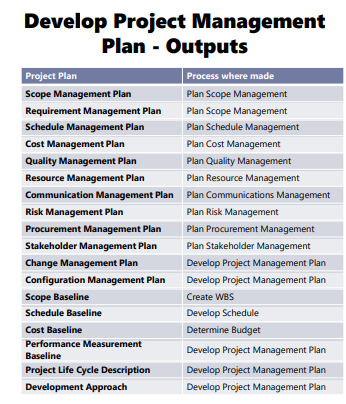 Develop Project Management
Plan - Outputs
Project Plan Process where made
Scope Management Plan Plan Scope Management
Requirement Management Plan Plan Scope Management
Schedule Management Plan Plan Schedule Management
Cost Management Plan Plan Cost Management
Quality Management Plan Plan Quality Management
Resource Management Plan Plan Resource Management
Communication Management Plan Plan Communications Management
Risk Management Plan Plan Risk Management
Procurement Management Plan Plan Procurement Management
Stakeholder Management Plan Plan Stakeholder Management
Change Management Plan Develop Project Management Plan
Configuration Management Plan Develop Project Management Plan
Scope Baseline Create WBS
Schedule Baseline Develop Schedule
Cost Baseline Determine Budget
Performance Measurement
Baseline Develop Project Management Plan
Project Life Cycle Description Develop Project Management Plan
Development Approach Develop Project Management Plan